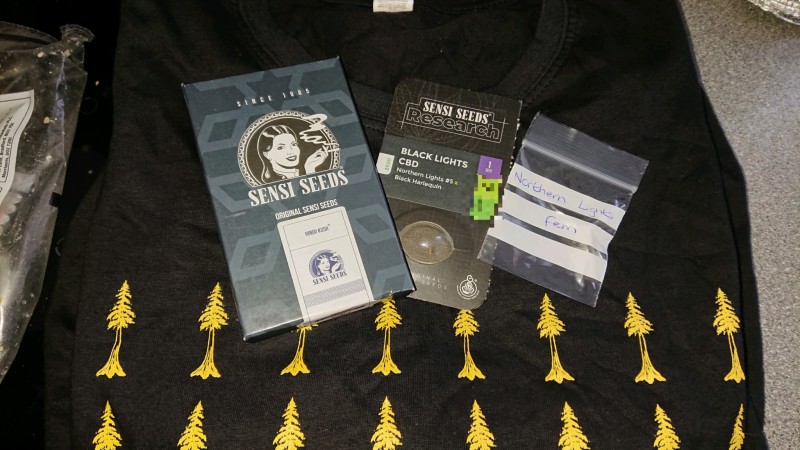 SINCE 1985
SENSI SEEDS®
ORIGINAL SENSI SEEDS
HINDU KUSH
SENSI SEEDS
SENSI SEEDS®
Research
BLACK LIGHTS
CBD
Northern Lights #5 x
Black Harlequin
1
Northern Lights
Fem